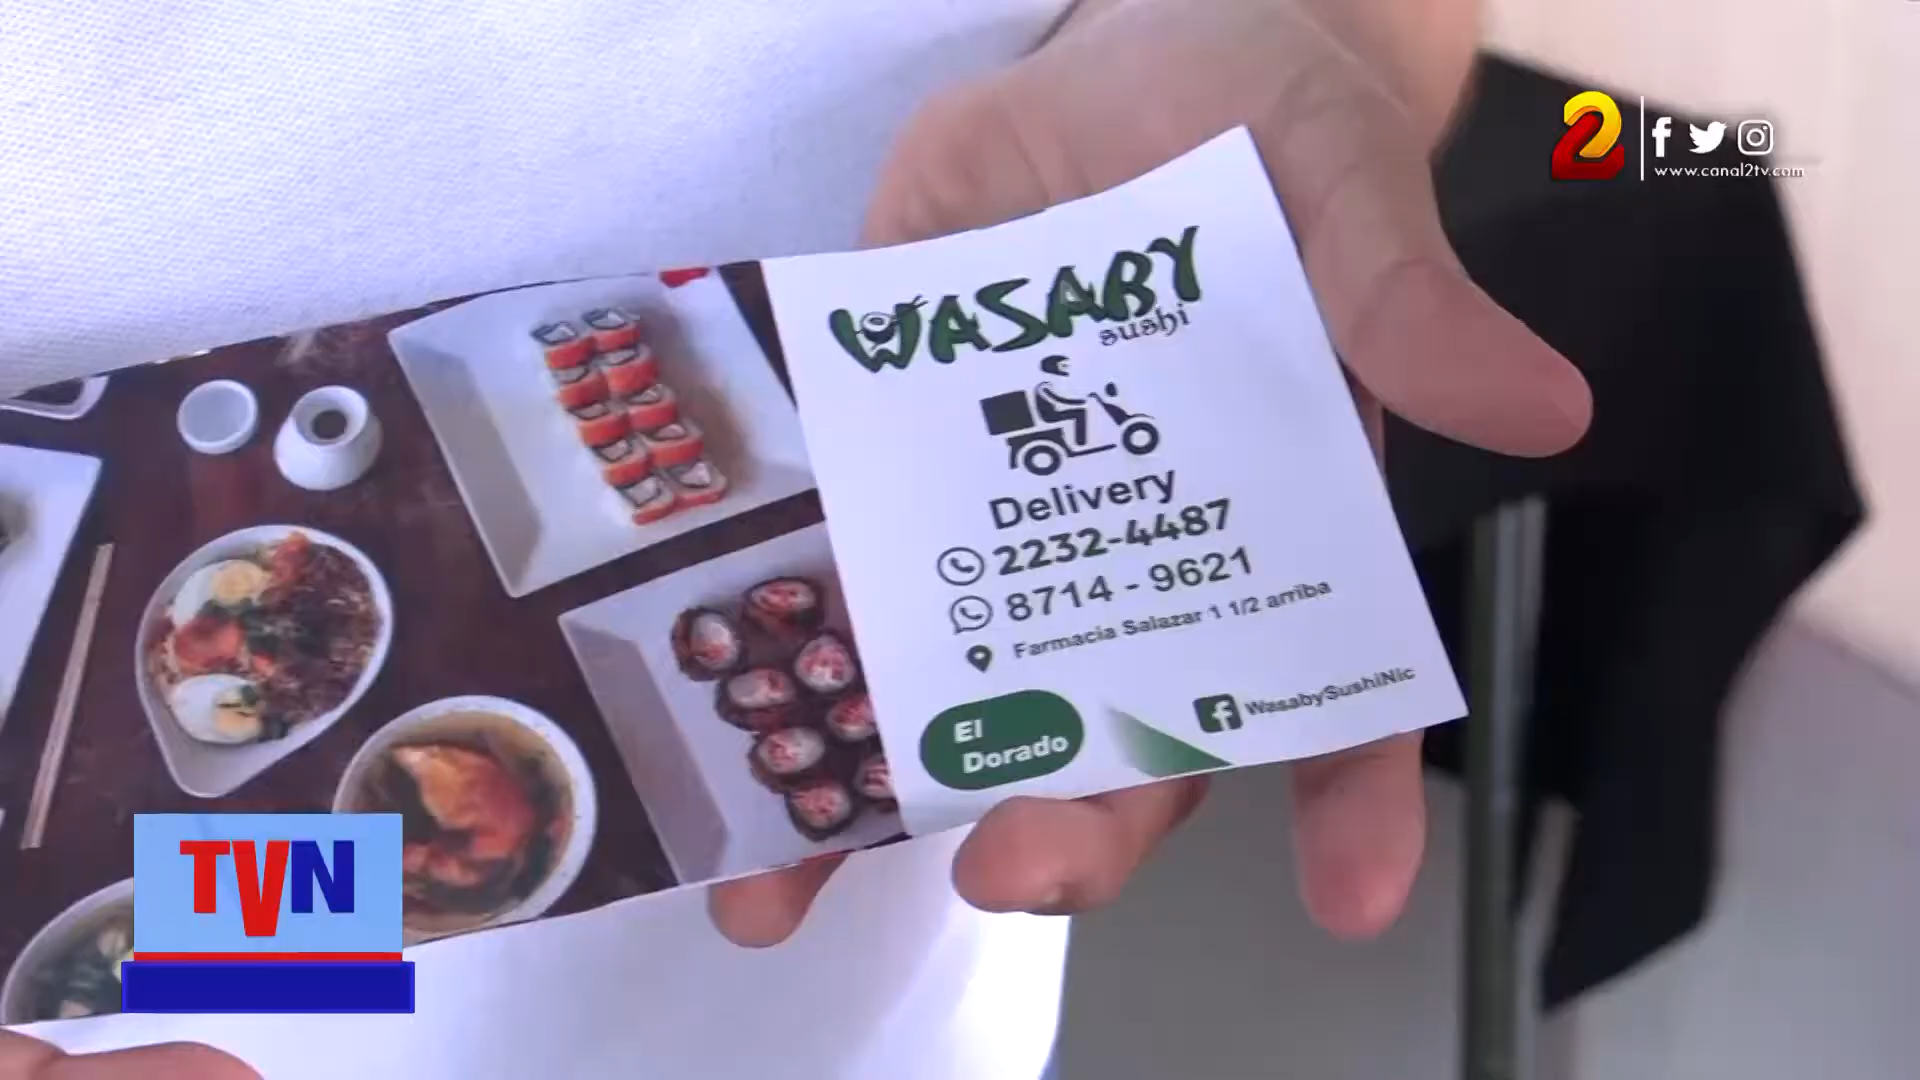 2
www.canal2tv.com
WASABY
sushi
Delivery
2232-4487
8714 - 9621
Farmacia Salazar 1 1/2 arriba
El
Dorado
WasabySushiNic
TVN